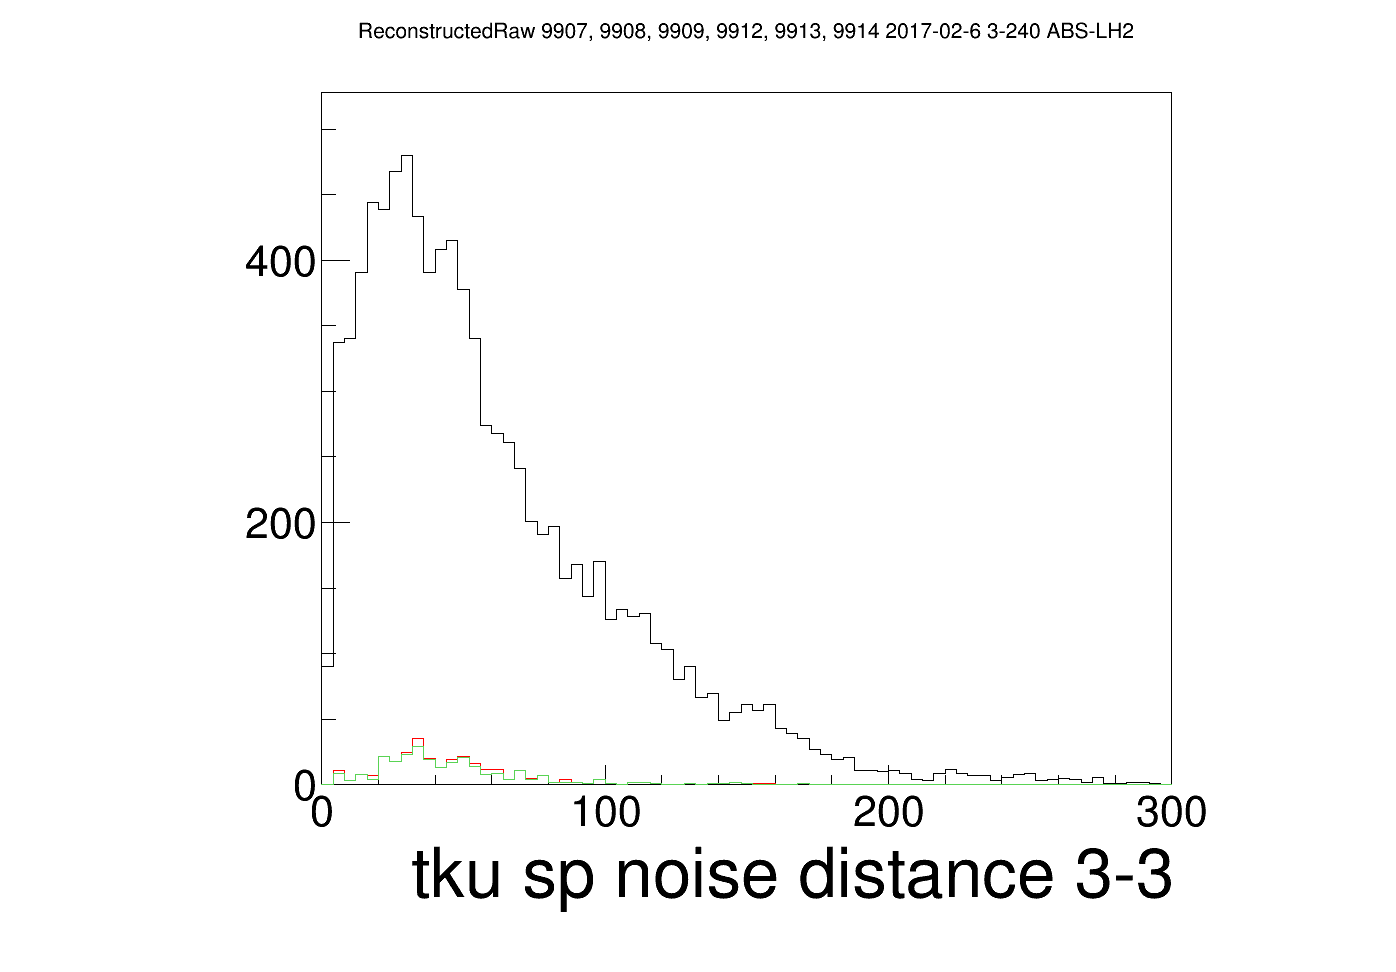 ReconstructedRaw 9907, 9908, 9909, 9912, 9913, 9914 2017-02-6 3-240 ABS-LH2
400
200
0
0 100 200 300
tku sp noise distance 3-3